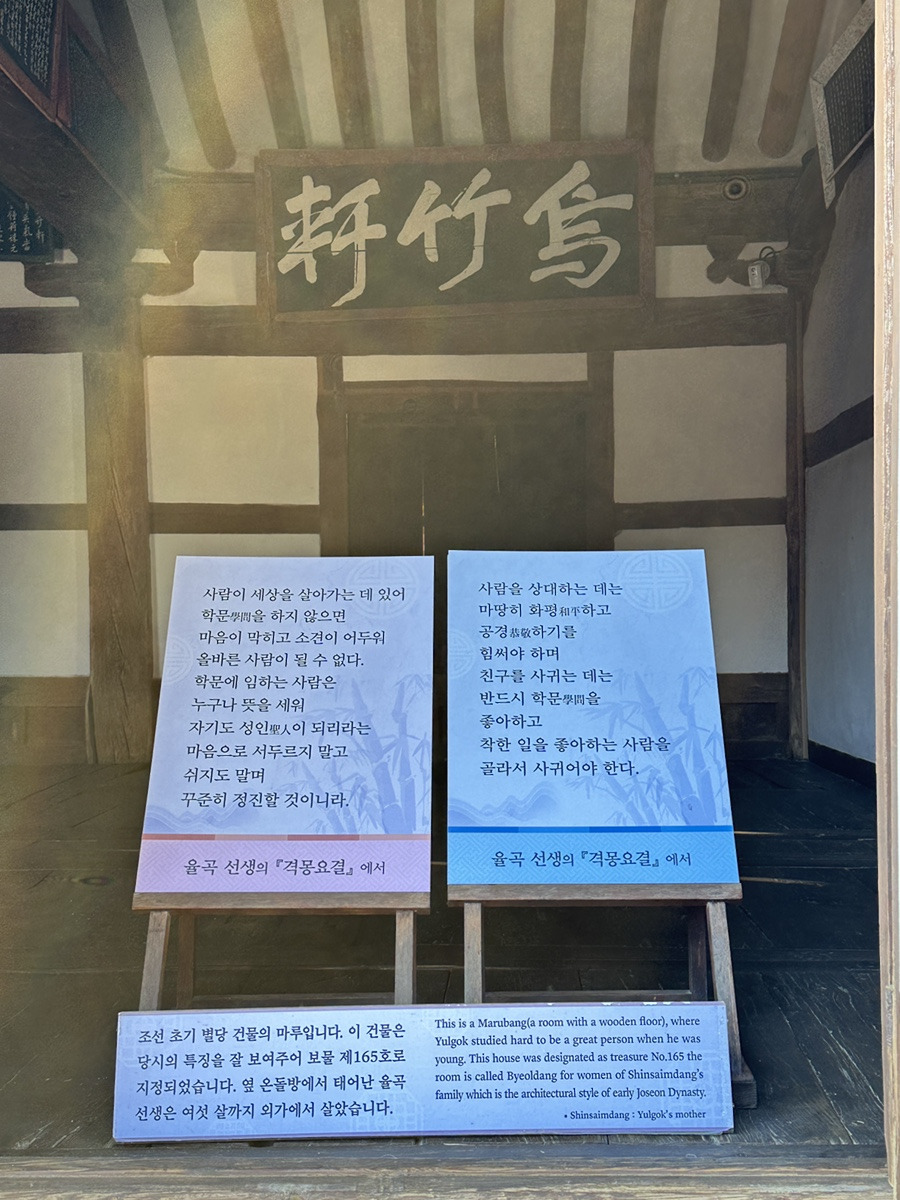 烏竹軒
사람이 세상을 살아가는 데 있어
학문學問을 하지 않으면
마음이 막히고 소견이 어두워
올바른 사람이 될 수 없다.
학문에 임하는 사람은
누구나 뜻을 세워
자기도 성인聖人이 되리라는
마음으로 서두르지 말고
쉬지도 말며
꾸준히 정진할 것이니라.
율곡 선생의 『격몽요결』에서
사람을 상대하는 데는
마땅히 화평和平하고
공경恭敬하기를
힘써야 하며
친구를 사귀는 데는
반드시 학문學問을
좋아하고
착한 일을 좋아하는 사람을
골라서 사귀어야 한다.
율곡 선생의 『격몽요결』에서
조선 초기 별당 건물의 마루입니다. 이 건물은
당시의 특징을 잘 보여주어 보물 제165호로
지정되었습니다. 옆 온돌방에서 태어난 율곡
선생은 여섯 살까지 외가에서 살았습니다.
This is a Marubang(a room with a wooden floor), where
Yulgok studied hard to be a great person when he was
young. This house was designated as treasure No.165 the
room is called Byeoldang for women of Shinsaimdang's
family which is the architectural style of early Joseon Dynasty.
• Shinsaimdang : Yulgok's mother